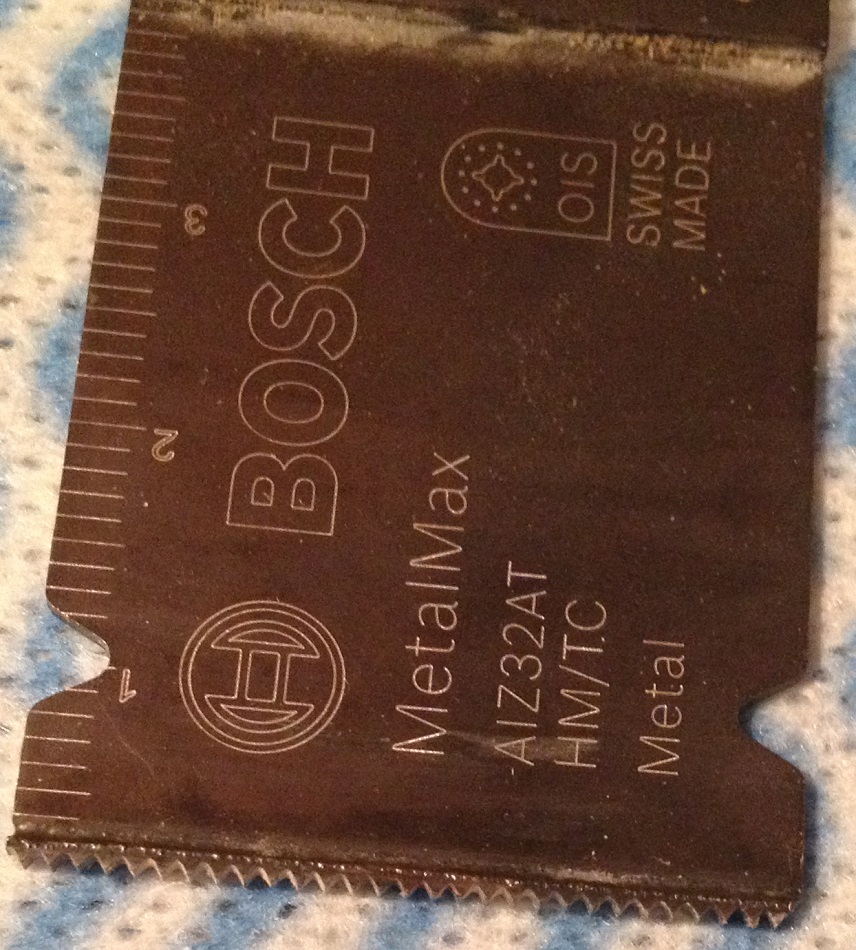 BOSCH
MetalMax
AIZ32AT
HM/TC
Metal
OIS
SWISS
MADE
1
2
3